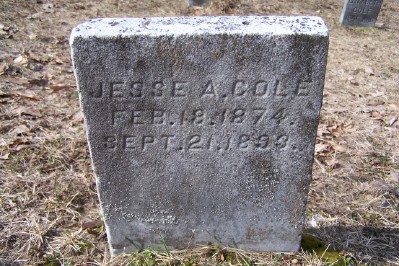 JESSE A. COLE
FEB. 18. 1874.
SEPT. 21. 1893.